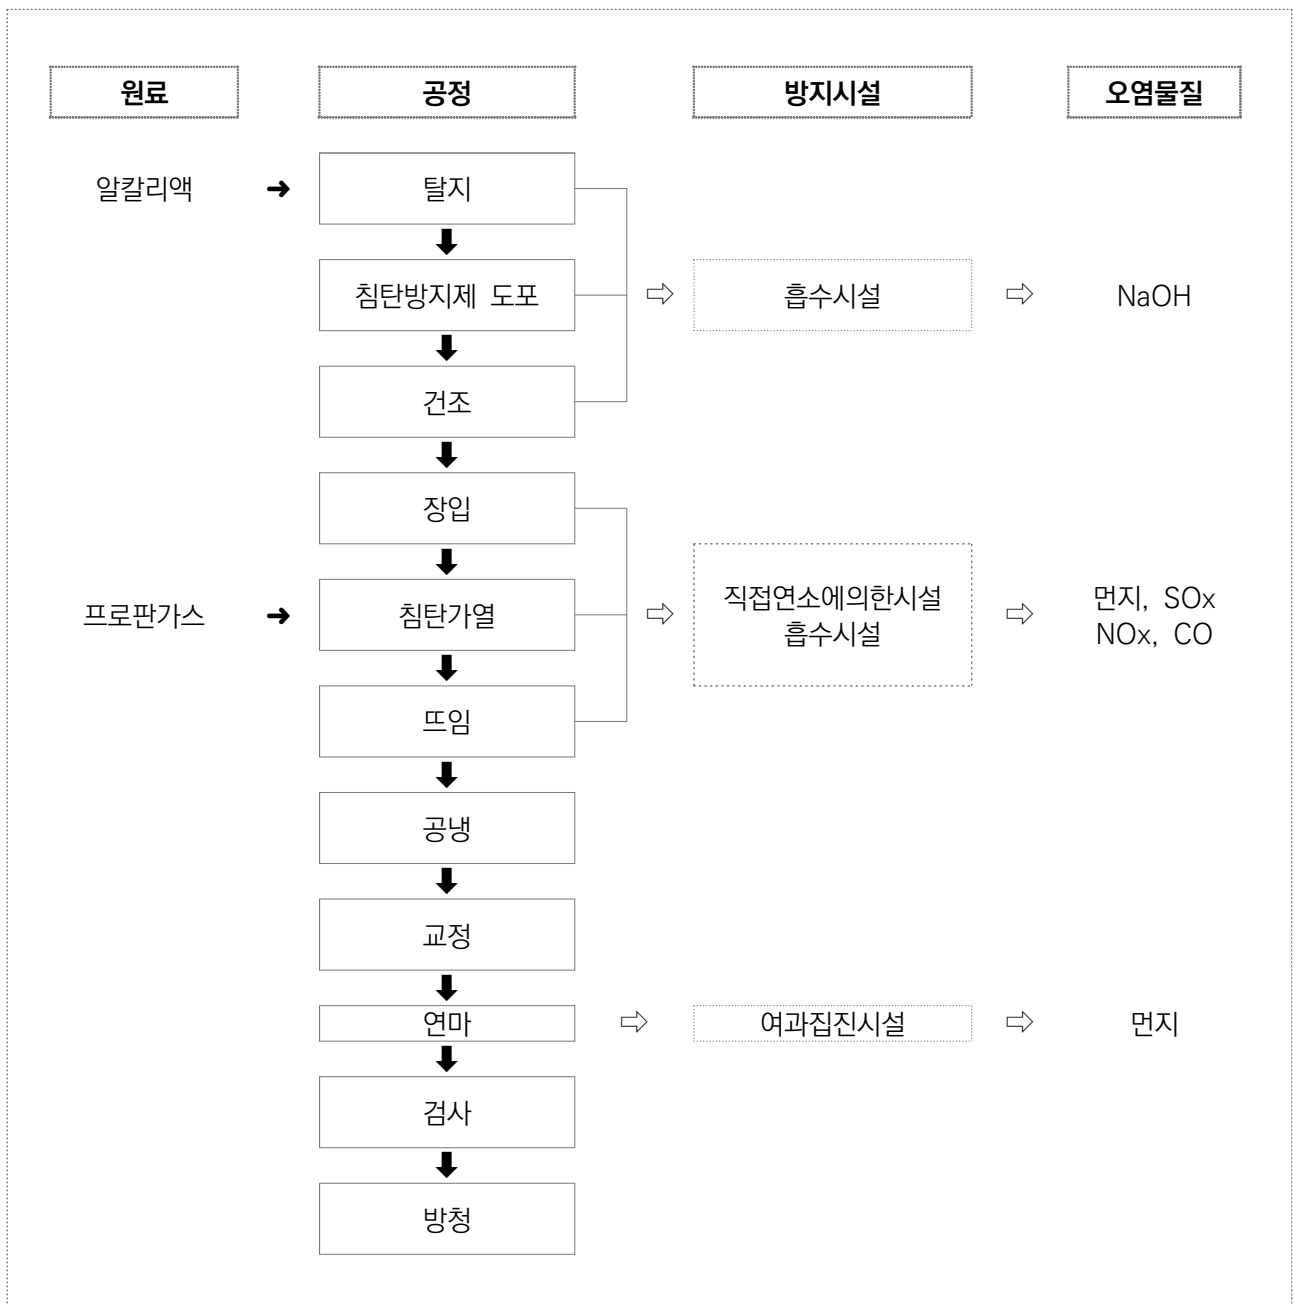 원료
공정
방지시설
오염물질
알칼리액
탈지
침탄방지제 도포
흡수시설
NaOH
건조
장입
프로판가스
침탄가열
직접연소에의한시설
흡수시설
먼지, SOx
NOx, CO
뜨임
공냉
교정
연마
여과집진시설
먼지
검사
방청